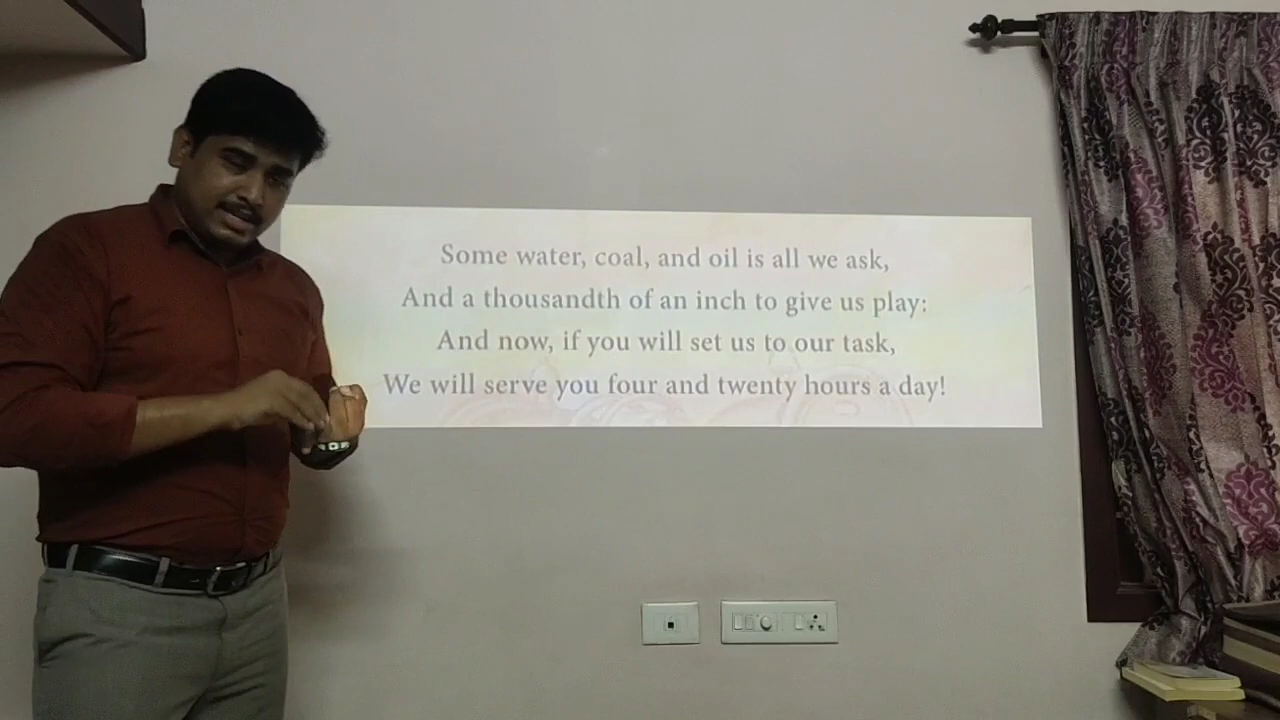 Some water, coal, and oil is all we ask,
And a thousandth of an inch to give us play:
And now, if you will set us to our task,
We will serve you four and twenty hours a day!